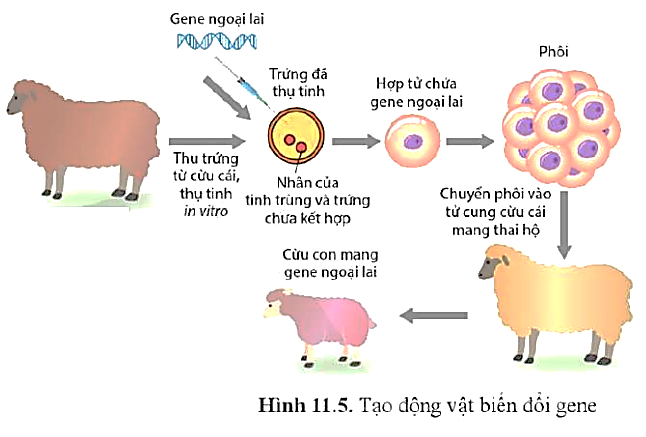 Gene ngoại lai
Trứng đã
thụ tinh
Hợp tử chứa
gene ngoại lai
Phôi
Thu trứng
từ cừu cái,
thụ tinh
in vitro
Nhân của
tinh trùng và trứng
chưa kết hợp
Chuyển phôi vào
tử cung cừu cái
mang thai hộ
Cừu con mang
gene ngoại lai
Hình 11.5. Tạo động vật biến đổi gene